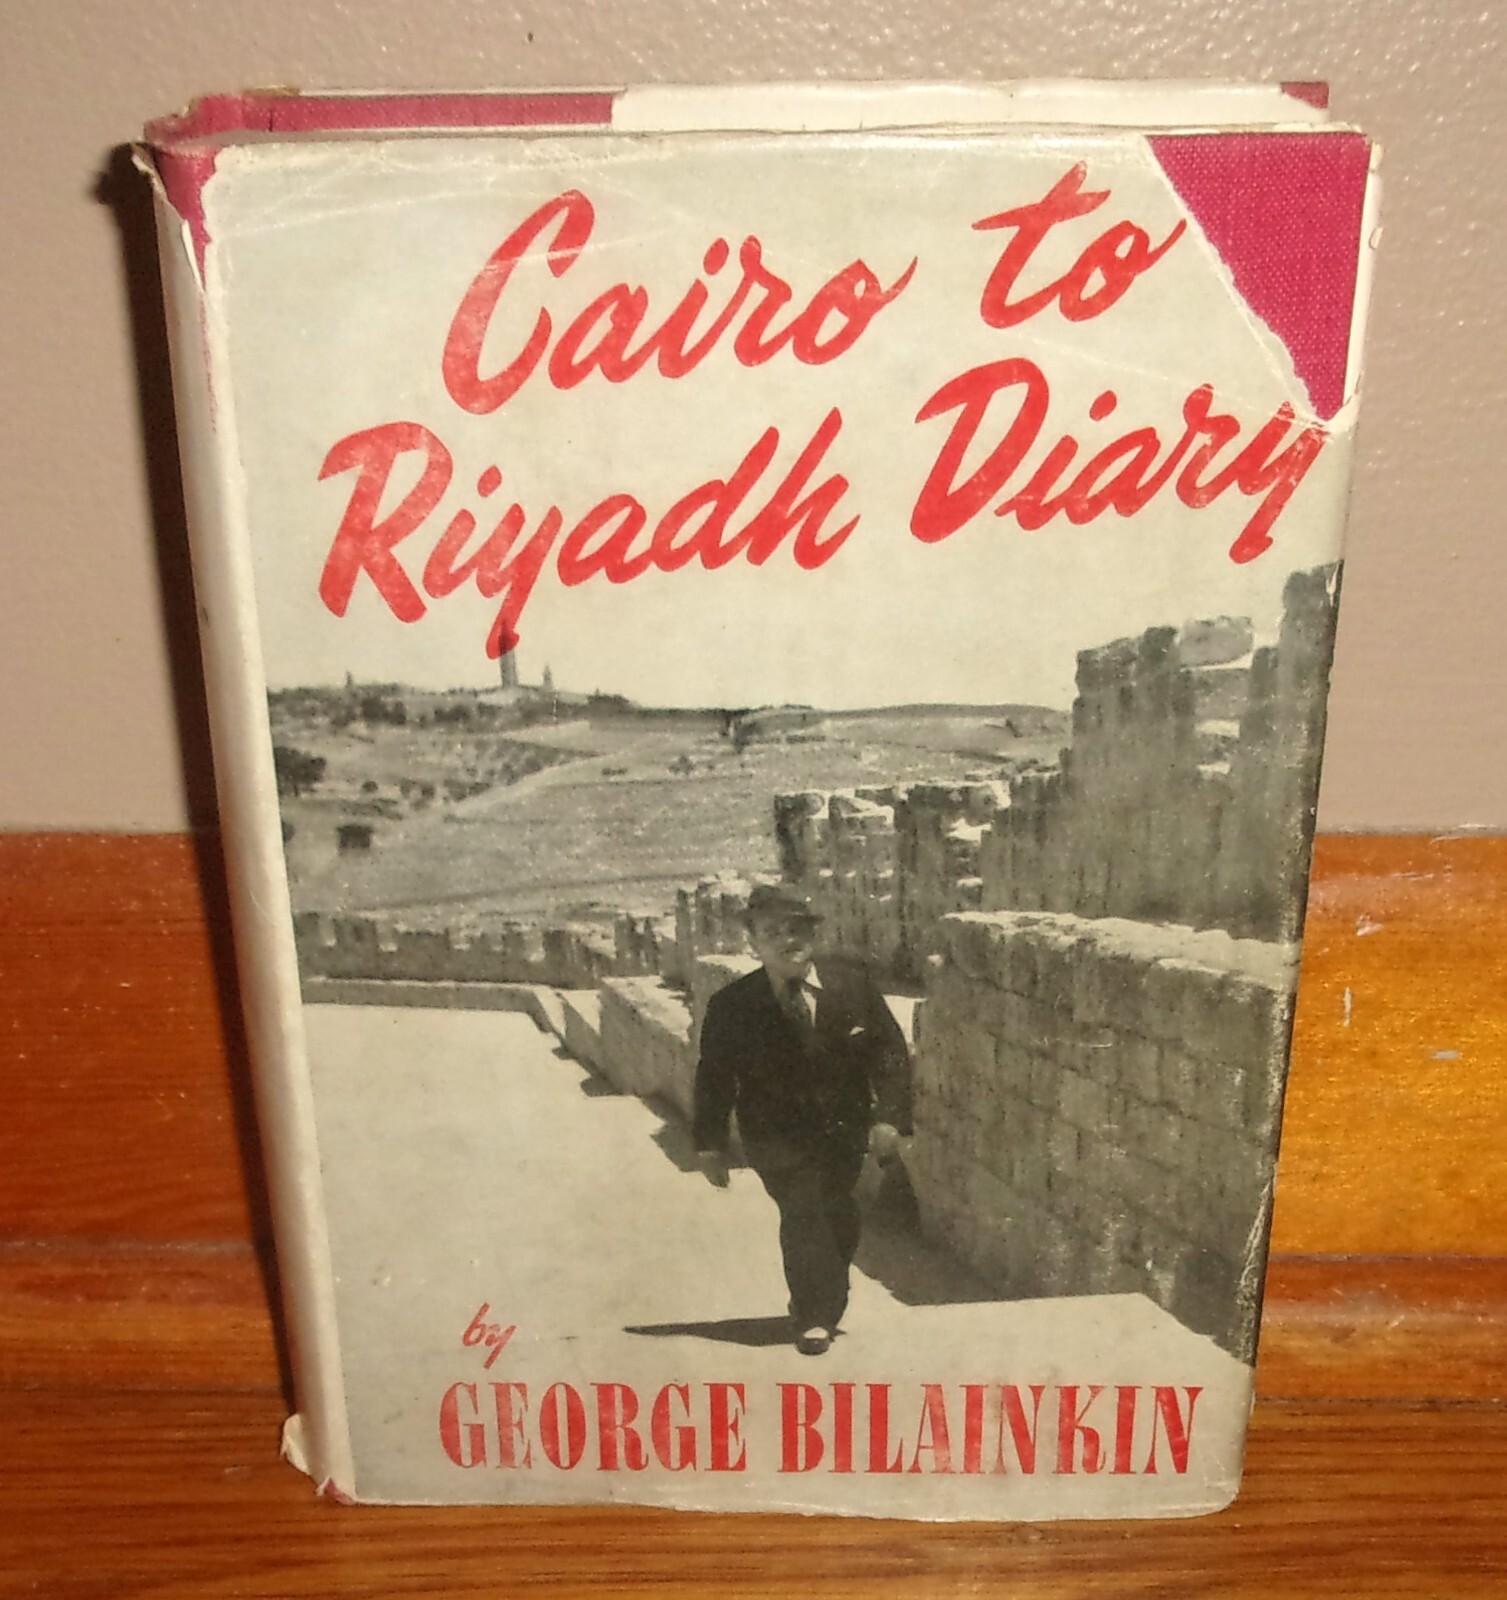 Cairo to
Riyadh Diary
by
GEORGE BILAINKIN